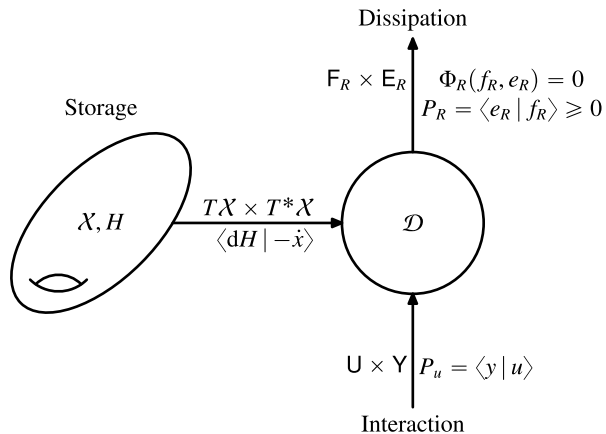 Dissipation
F_R × E_R
Φ_R(f_R, e_R) = 0
P_R = ⟨e_R | f_R⟩ ⩾ 0
Storage
𝒳, H
T𝒳 × T*𝒳
⟨dH | −ẋ⟩
𝒟
U × Y
P_u = ⟨y | u⟩
Interaction